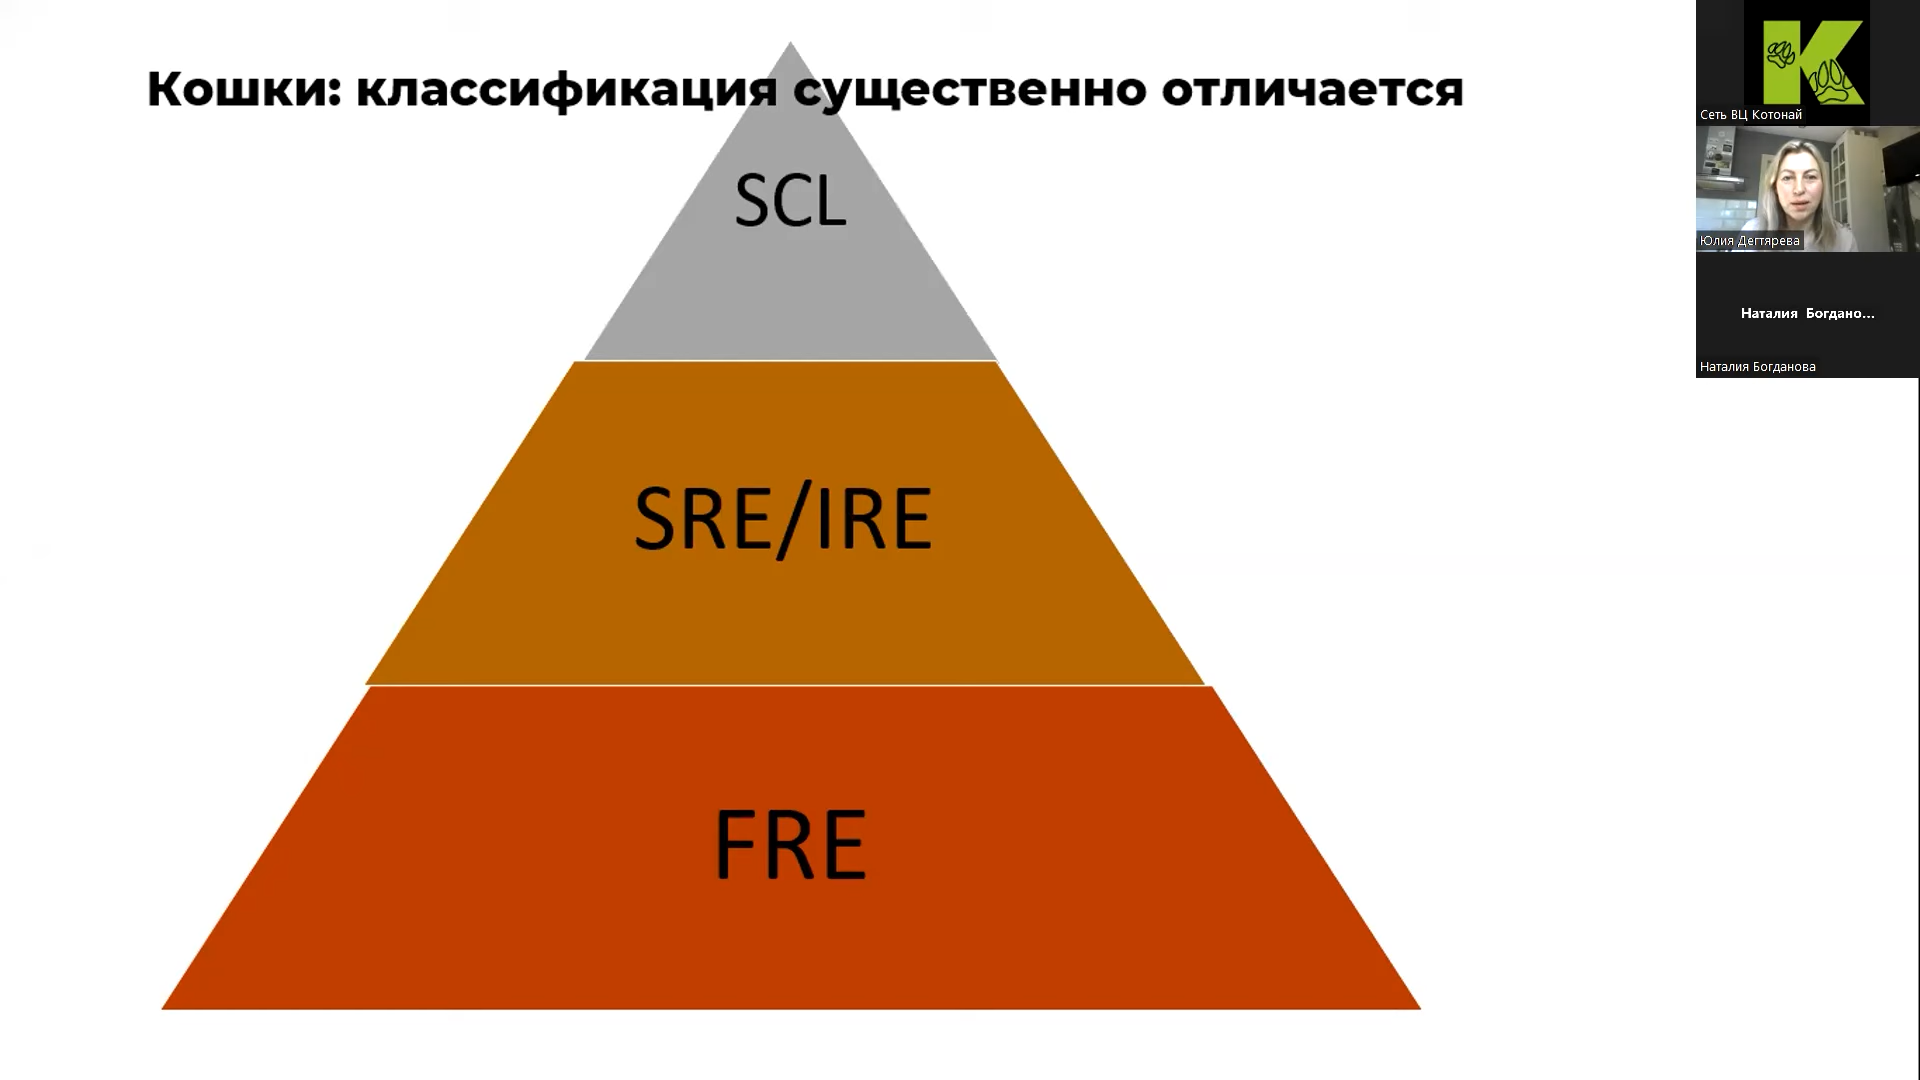 Кошки: классификация существенно отличается
SCL
SRE/IRE
FRE
K
Сеть ВЦ Котонай
Юлия Дегтярева
Наталия Богдано...
Наталия Богданова